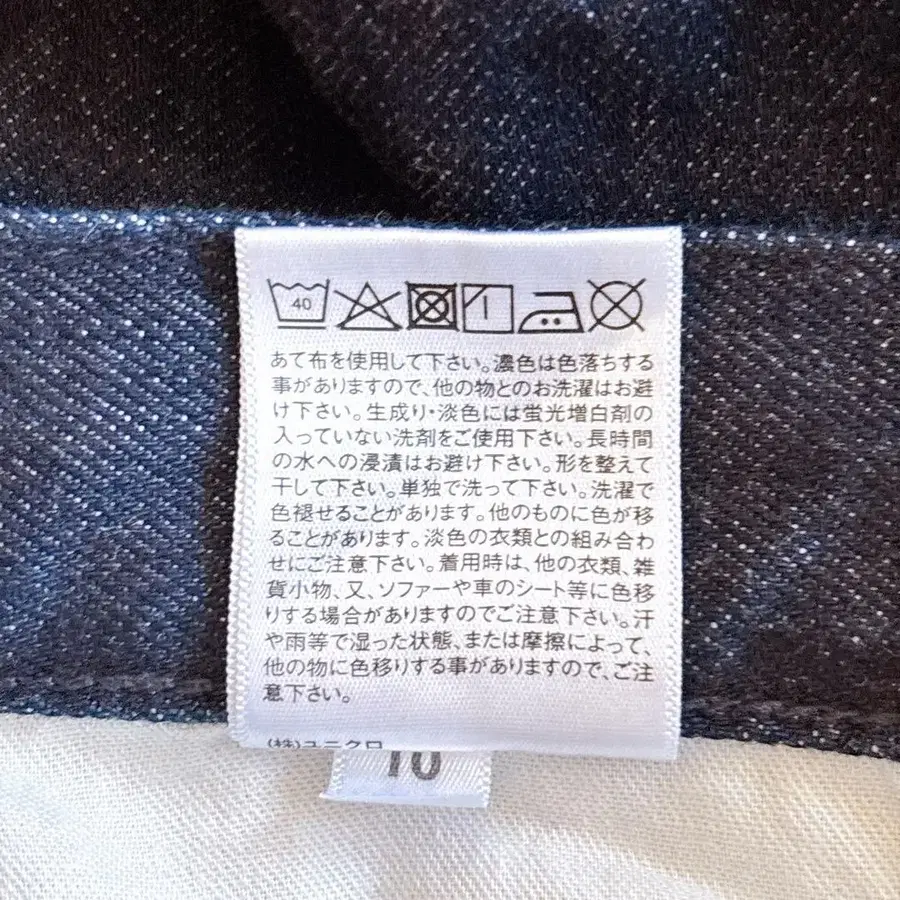 40
あて布を使用して下さい。濃色は色落ちする
事がありますので、他の物とのお洗濯はお避
け下さい。生成り・淡色には蛍光増白剤の
入っていない洗剤をご使用下さい。長時間
の水への浸漬はお避け下さい。形を整えて
干して下さい。単独で洗って下さい。洗濯で
色褪せることがあります。他のものに色が移
ることがあります。淡色の衣類との組み合わ
せにご注意下さい。着用時は、他の衣類、雑
貨小物、又、ソファーや車のシート等に色移
りする場合がありますのでご注意下さい。汗
や雨等で湿った状態、または摩擦によって、
他の物に色移りする事がありますので、ご注
意下さい。
(株)ユニクロ
10